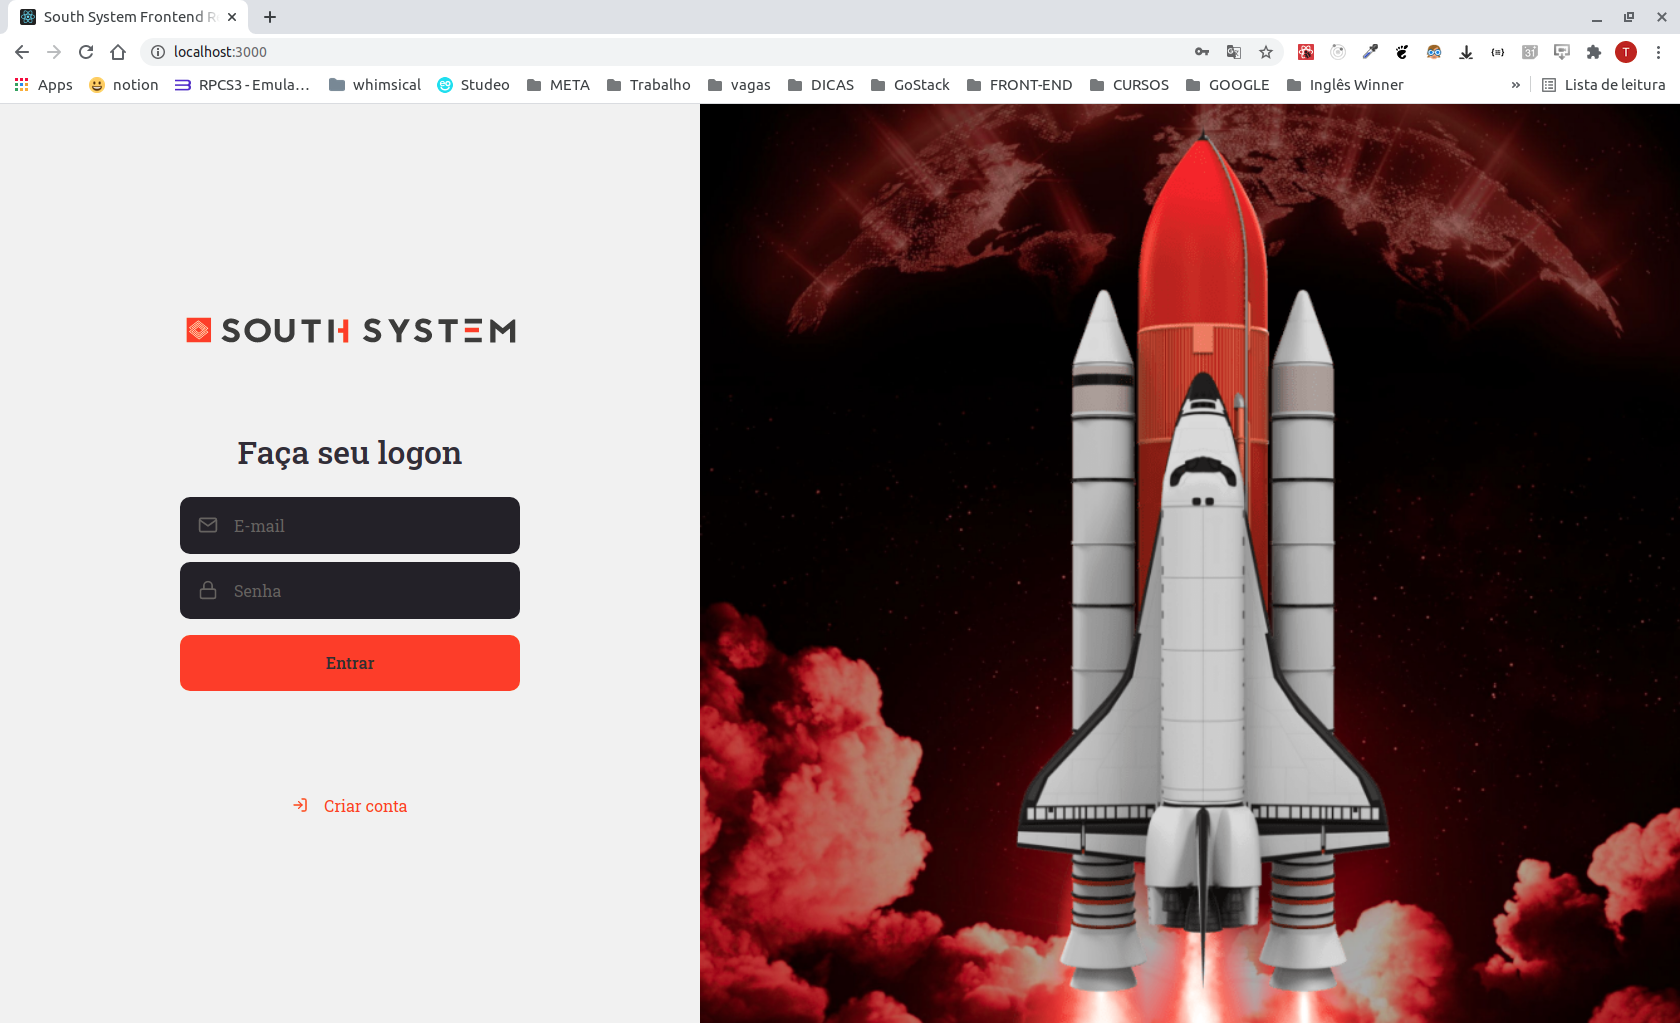 South System Frontend R
localhost:3000
Apps notion RPCS3 - Emula... whimsical Studeo META Trabalho vagas DICAS GoStack FRONT-END CURSOS GOOGLE Inglês Winner » Lista de leitura
T
31
SOUTH SYSTEM
Faça seu logon
E-mail
Senha
Entrar
Criar conta